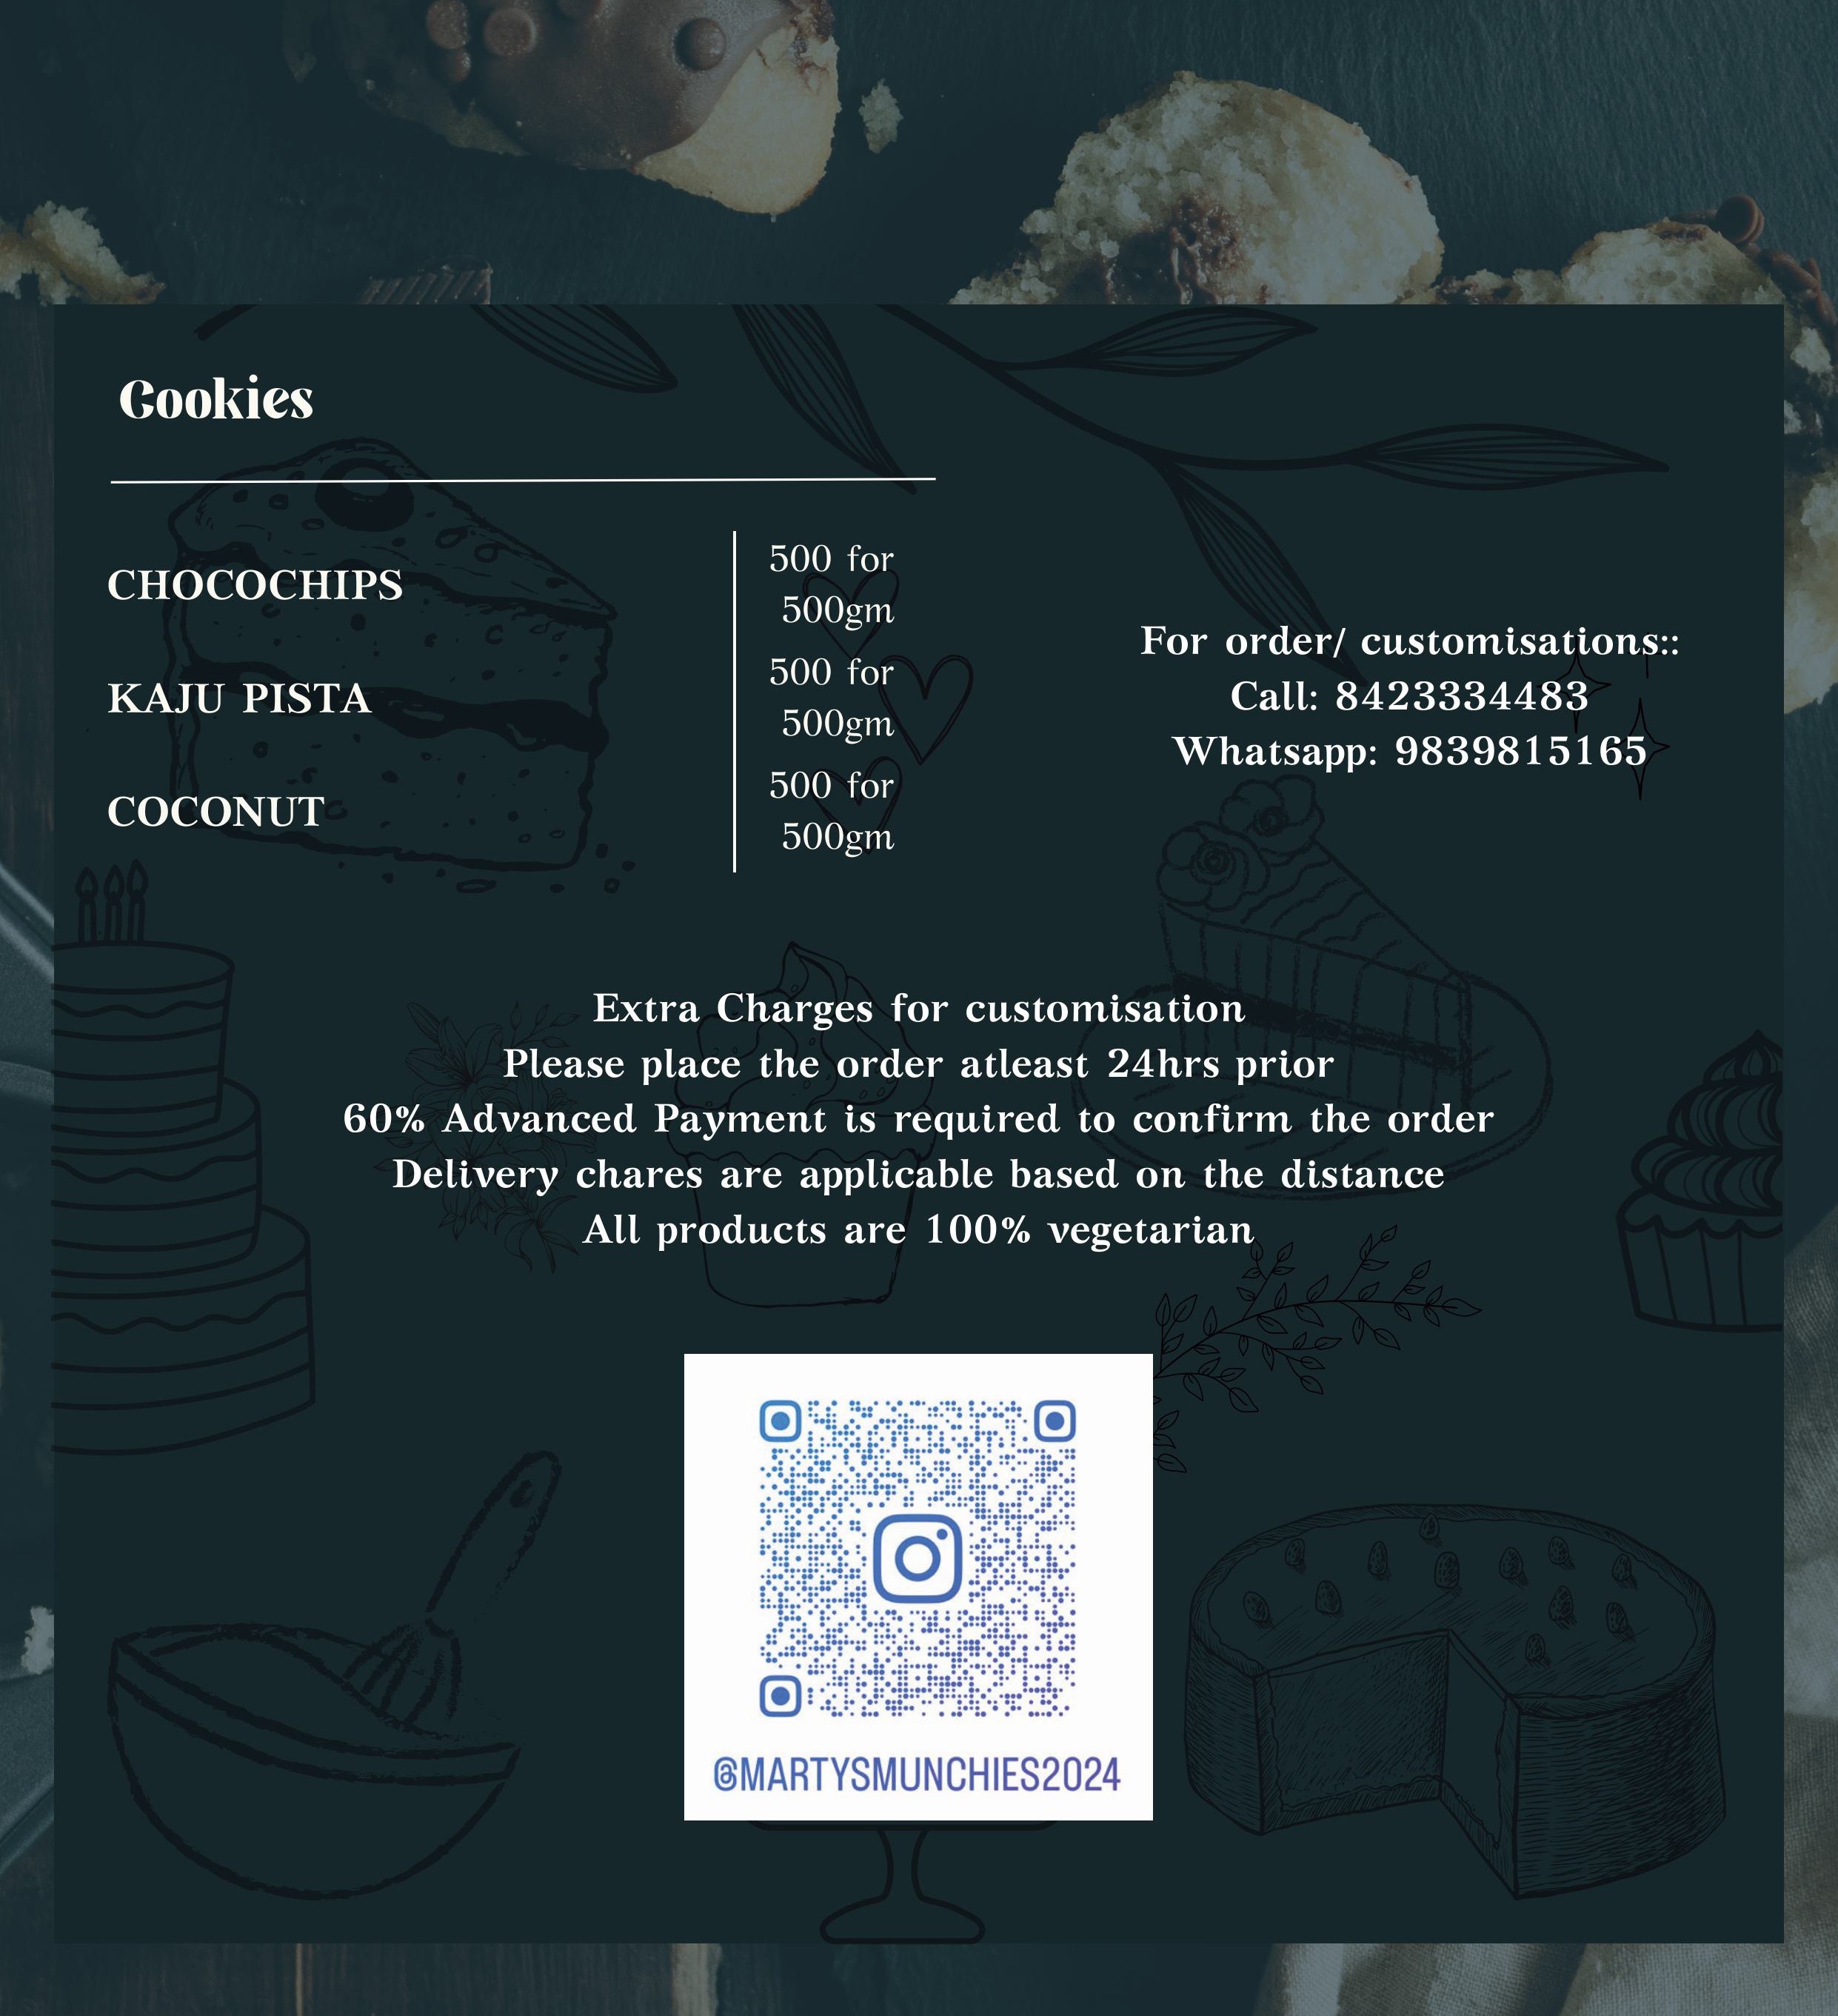 Cookies
CHOCOCHIPS
500 for
500gm
KAJU PISTA
500 for
500gm
COCONUT
500 for
500gm
For order/ customisations::
Call: 8423334483
Whatsapp: 9839815165
Extra Charges for customisation
Please place the order atleast 24hrs prior
60% Advanced Payment is required to confirm the order
Delivery chares are applicable based on the distance
All products are 100% vegetarian
@MARTYSMUNCHIES2024